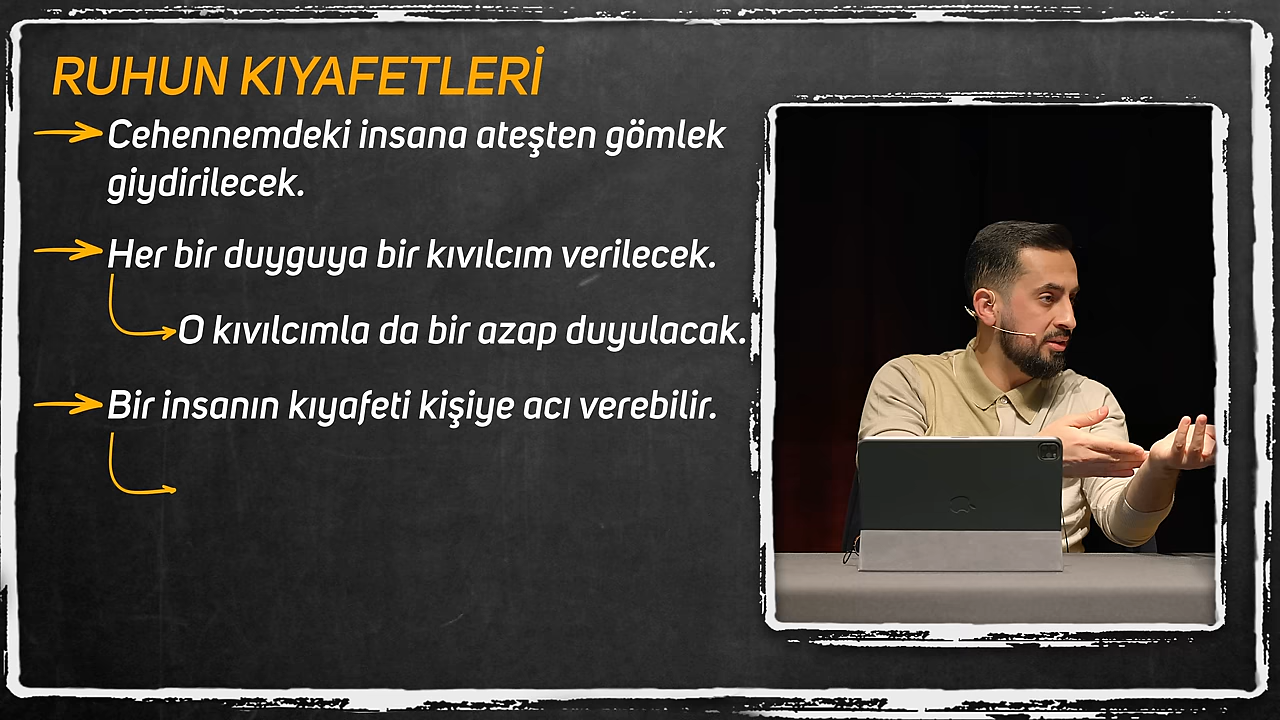 RUHUN KIYAFETLERİ
Cehennemdeki insana ateşten gömlek
giydirilecek.
Her bir duyguya bir kıvılcım verilecek.
O kıvılcımla da bir azap duyulacak.
Bir insanın kıyafeti kişiye acı verebilir.